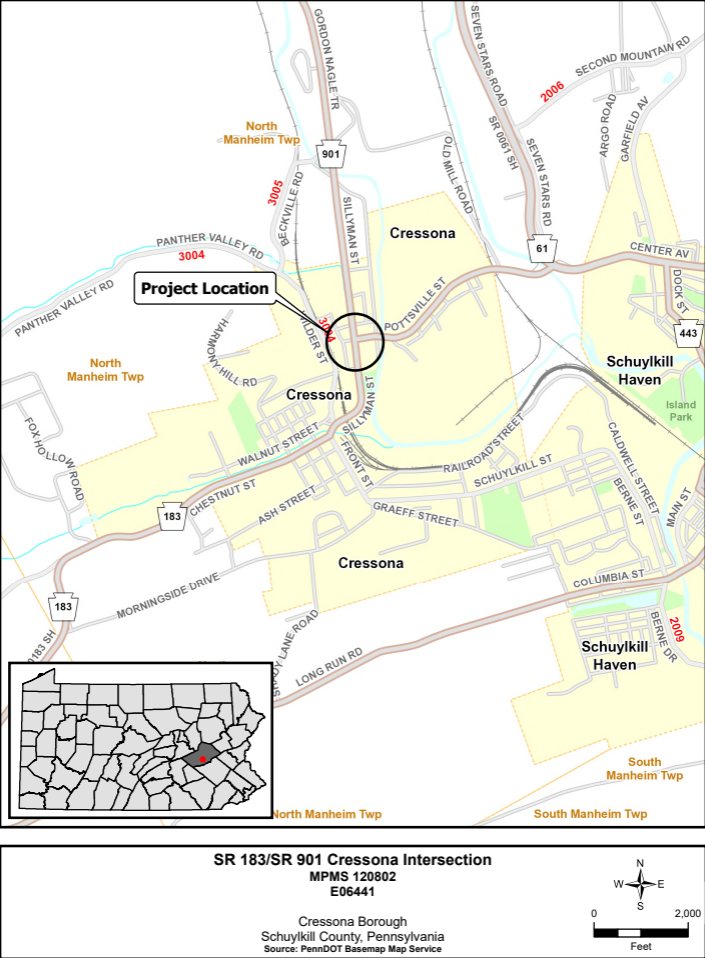 GORDON NAGLE TR
SEVEN STARS ROAD
SECOND MOUNTAIN RD
2006
North
Manheim Twp
901
SR 0061 SH
ARGO ROAD
GARFIELD AV
OLD MILL ROAD
SEVEN STARS RD
3005
BECKVILLE RD
SILLYMAN ST
Cressona
PANTHER VALLEY RD
3004
61
CENTER AV
PANTHER VALLEY RD
Project Location
POTTSVILLE ST
DOCK ST
3004
WILDER ST
HARMONY HILL RD
443
North
Manheim Twp
Schuylkill
Haven
Cressona
SILLYMAN ST
Island
Park
FOX HOLLOW ROAD
WALNUT STREET
FRONT ST
RAILROAD STREET
CALDWELL STREET
SCHUYLKILL ST
BERNE ST
MAIN ST
CHESTNUT ST
ASH STREET
GRAEFF STREET
183
Cressona
COLUMBIA ST
MORNINGSIDE DRIVE
183
0183 SH
SHADY LANE ROAD
LONG RUN RD
2009
BERNE DR
Schuylkill
Haven
South
Manheim Twp
North Manheim Twp
South Manheim Twp
SR 183/SR 901 Cressona Intersection
MPMS 120802
E06441
Cressona Borough
Schuylkill County, Pennsylvania
Source: PennDOT Basemap Map Service
N
W
E
S
0
2,000
Feet